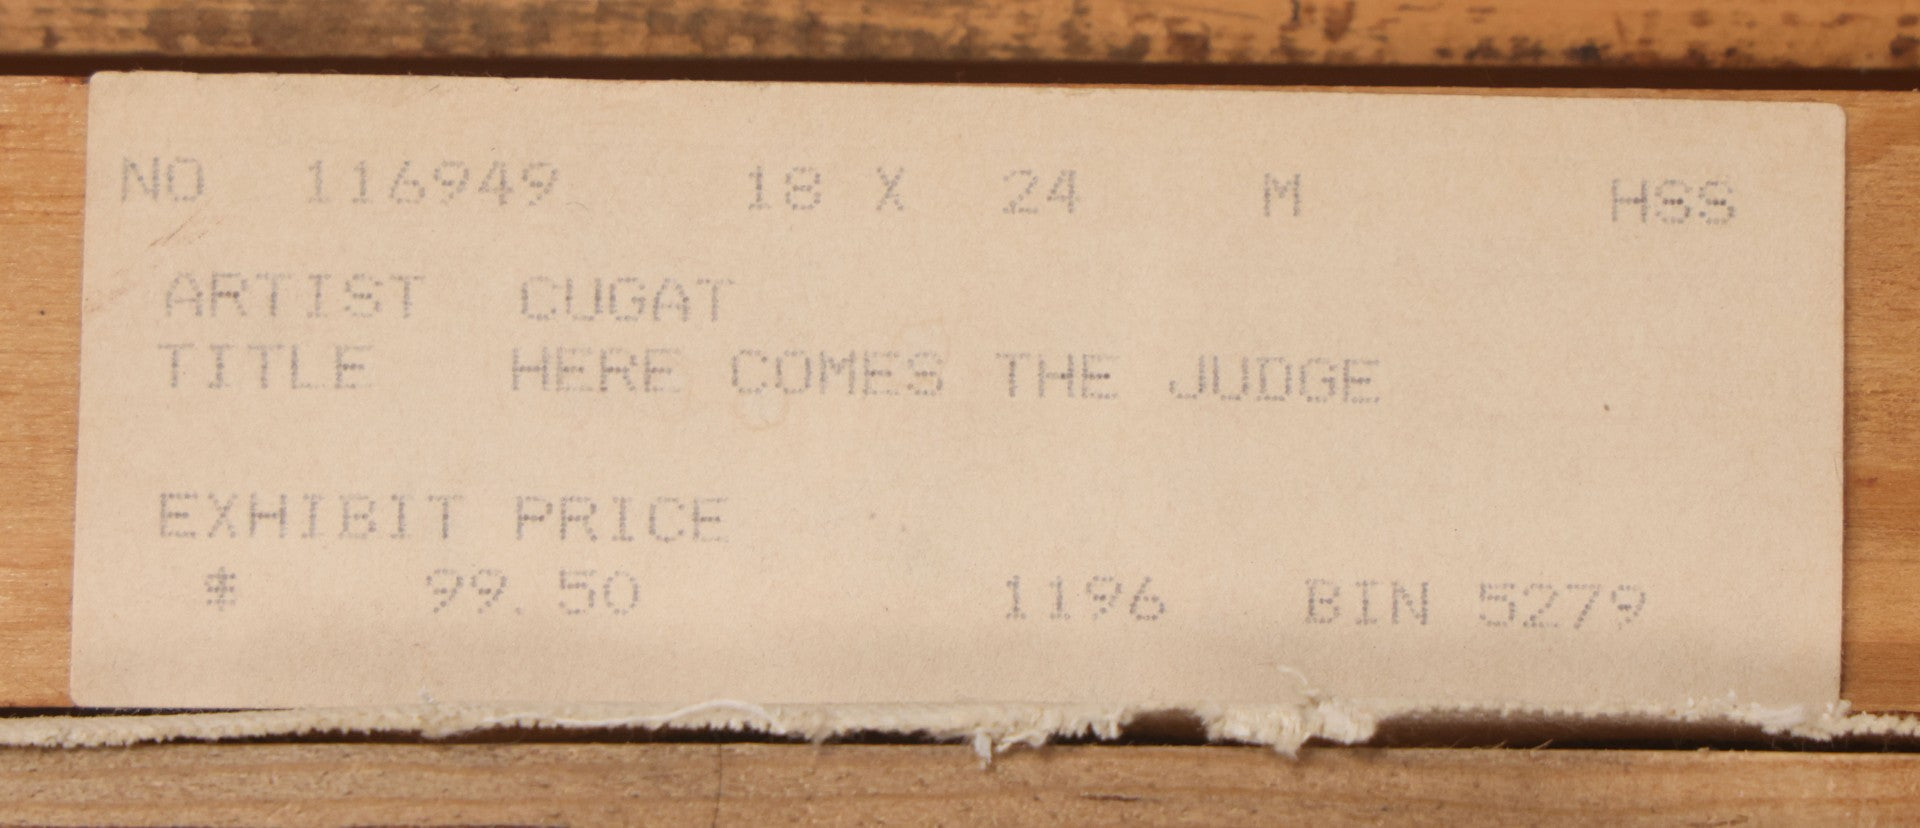 NO 116949 18 X 24 M HSS
ARTIST CUGAT
TITLE HERE COMES THE JUDGE
EXHIBIT PRICE
$ 99.50 1196 BIN 5279